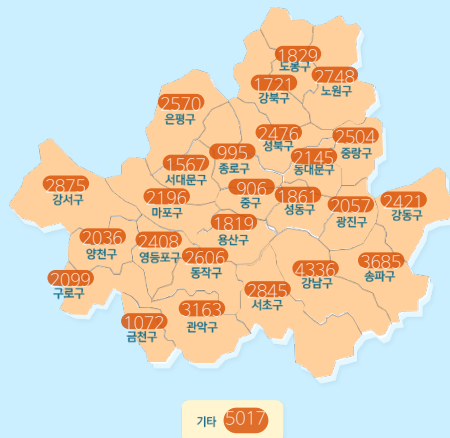 1829
도봉구
2748
노원구
1721
강북구
2570
은평구
2476
성북구
2504
중랑구
995
종로구
2145
동대문구
1567
서대문구
2875
강서구
2196
마포구
906
중구
1861
성동구
2057
광진구
2421
강동구
1819
용산구
2036
양천구
2408
영등포구
2606
동작구
4336
강남구
3685
송파구
2099
구로구
2845
서초구
1072
금천구
3163
관악구
기타 5017